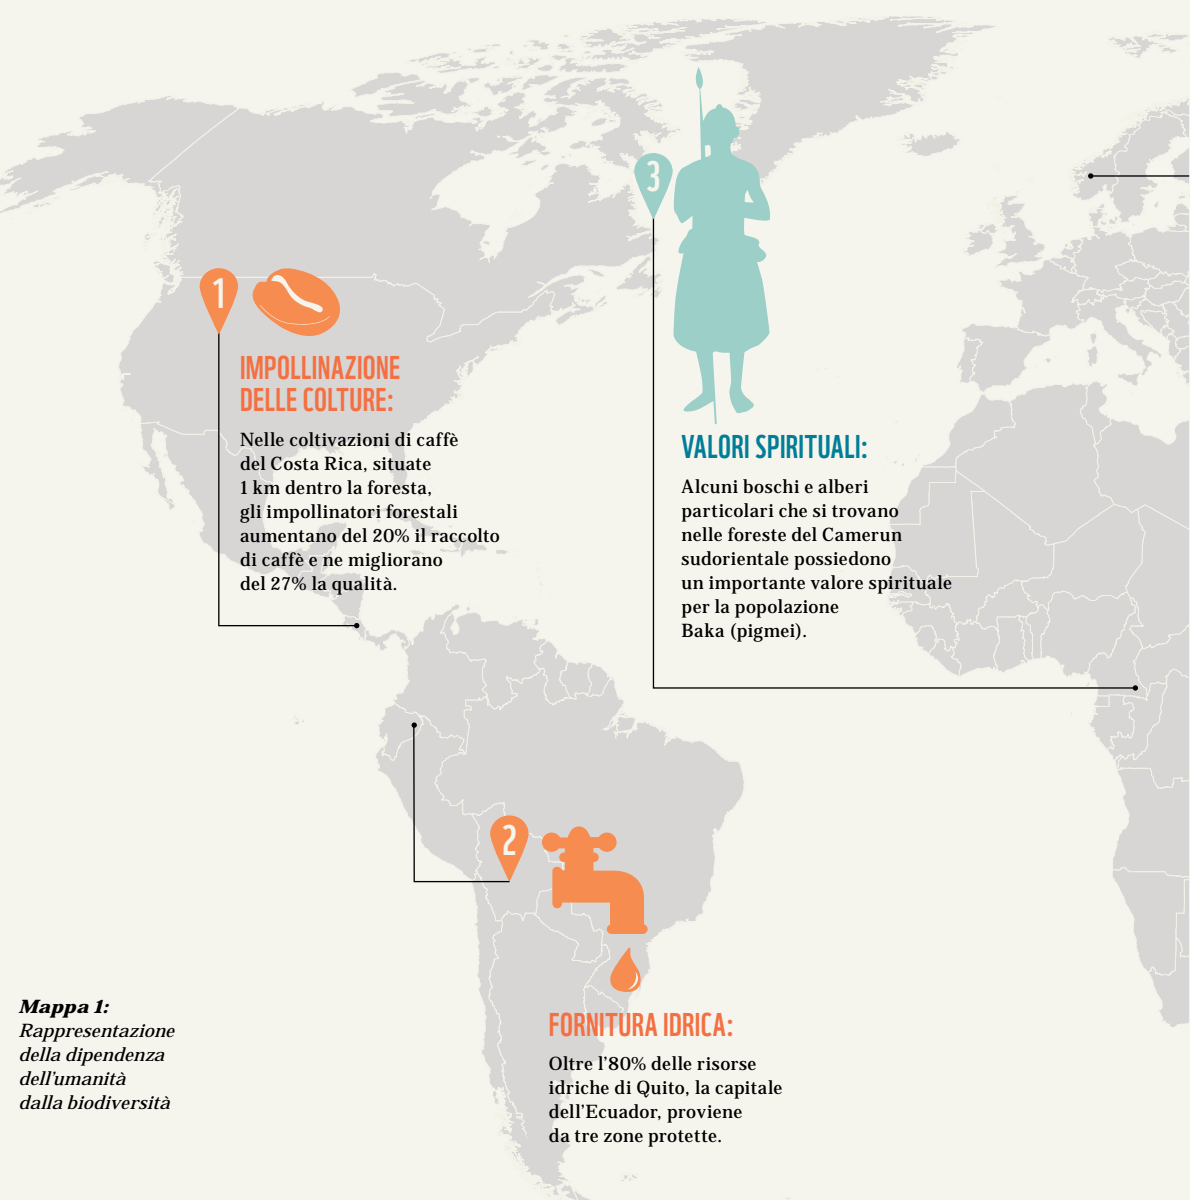 1
IMPOLLINAZIONE
DELLE COLTURE:
Nelle coltivazioni di caffè
del Costa Rica, situate
1 km dentro la foresta,
gli impollinatori forestali
aumentano del 20% il raccolto
di caffè e ne migliorano
del 27% la qualità.
3
VALORI SPIRITUALI:
Alcuni boschi e alberi
particolari che si trovano
nelle foreste del Camerun
sudorientale possiedono
un importante valore spirituale
per la popolazione
Baka (pigmei).
2
FORNITURA IDRICA:
Oltre l'80% delle risorse
idriche di Quito, la capitale
dell'Ecuador, proviene
da tre zone protette.
Mappa 1:
Rappresentazione
della dipendenza
dell'umanità
dalla biodiversità